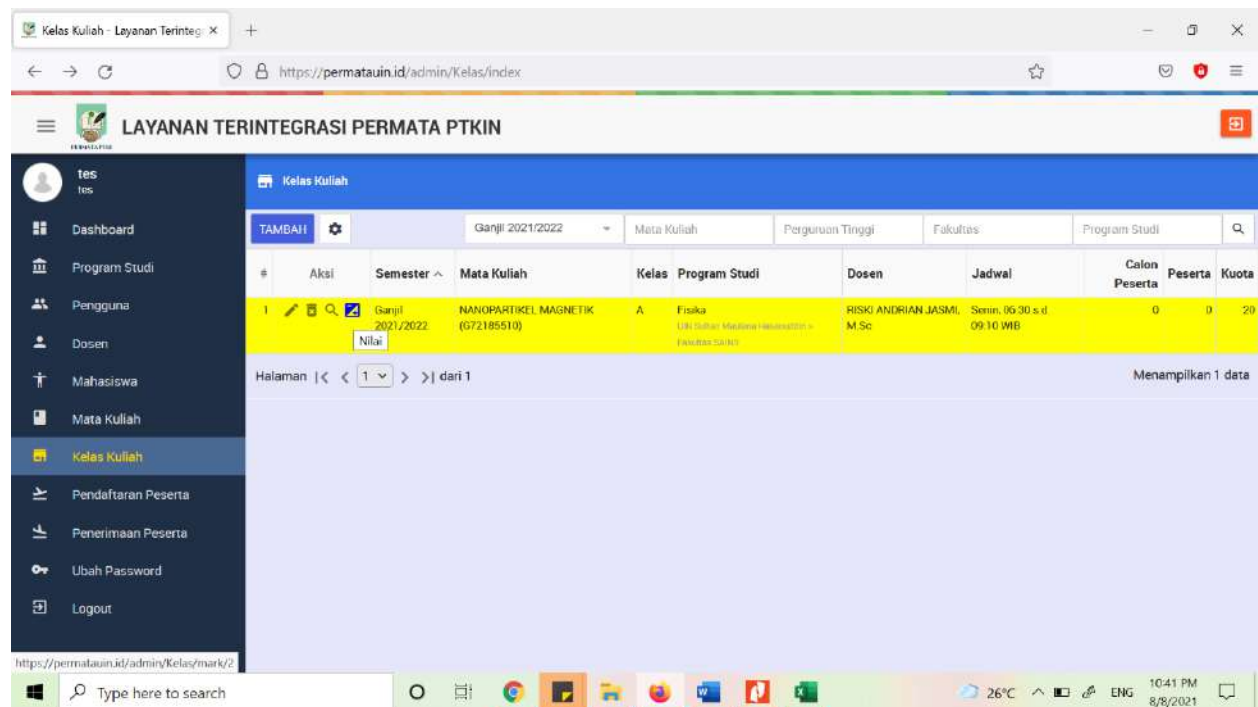 Kelas Kuliah - Layanan Terinteg
https://permatauin.id/admin/Kelas/index
LAYANAN TERINTEGRASI PERMATA PTKIN
tes
tes
Kelas Kuliah
Dashboard
Program Studi
Pengguna
Dosen
Mahasiswa
Mata Kuliah
Kelas Kuliah
Pendaftaran Peserta
Penerimaan Peserta
Ubah Password
Logout
TAMBAH
Ganjil 2021/2022
Mata Kuliah
Perguruan Tinggi
Fakultas
Program Studi
# Aksi Semester Mata Kuliah Kelas Program Studi Dosen Jadwal Calon Peserta Peserta Kuota
1 Ganjil NANOPARTIKEL MAGNETIK A Fisika RISKI ANDRIAN JASMI, Senin, s.d. 0 0 20
2021/2022 (G72185510) M.Sc 09:10 WIB
Fakultas SAINS
Nilai
Halaman |< < 1 > >| dari 1
Menampilkan 1 data
https://permatauin.id/admin/Kelas/mark/2
Type here to search
26°C
ENG
10:41 PM
8/8/2021